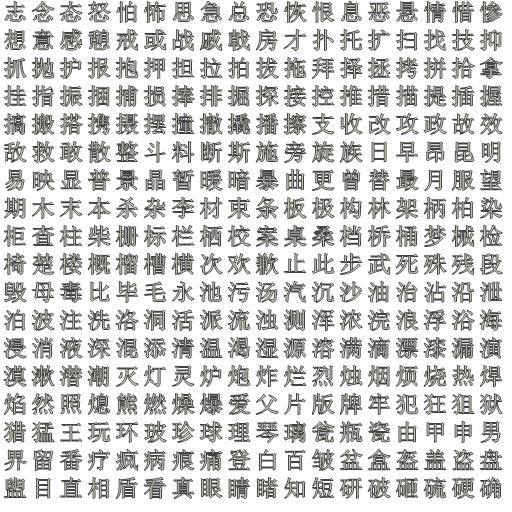 志念态怒怕怖思急总恐恢恨息恶悬情惜惨
想意感憩戒或战戚戟房才扑托扩扫找技抑
抓抛护报抱押担拉拍拔拖拜择拯拷拼拾拿
挂指振捆捕损捧排掘探接控推措描提插握
搞搬搭携摄摆撞撤撬播擦支收改攻政故效
敌救敢散整斗料断斯施旁旋族日早昂昆明
易映显普景晶暂暖暗暴曲更曾替最月服望
期木末本杀杂李材束条板极构林架柄柏染
柜查柱柴栅标栏栖校案桌桑档桥桶梦械检
椅楚楼概榴槽横次欢歉止此步武死殊残段
毁母毒比毕毛永池污汤汽沉沙油治沾沿泄
泊波注洗洛洞活派流浊测浑浓浣浪浮浴海
浸消液深混添清温渴湿源溶满滴漂漆漏演
漠漱潜潮灭灯灵炉炮炸烂烈烛烟烦烧热焊
焰然照熄熊燃燥爆爱父片版牌牢犯狂狙狱
猎猛王玩环玻珍球理琴璃瓮瓶瓷由甲申男
界留番疗疯病痕痛登白百皱盆盒盔盖盗盘
盥目直相盾看真眼睛睹知短研破砸硫硬确